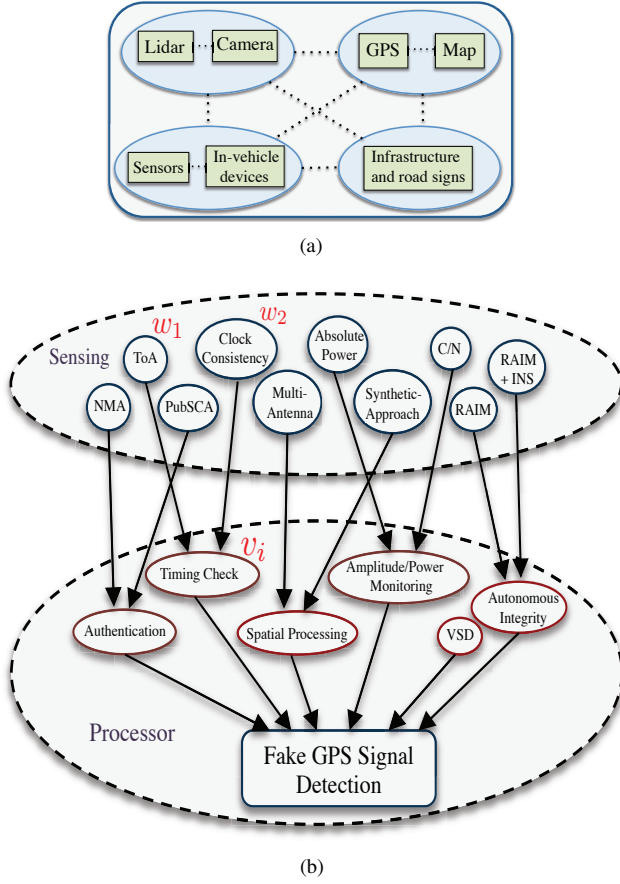 Lidar
Camera
GPS
Map
Sensors
In-vehicle
devices
Infrastructure
and road signs
(a)
Sensing
w1
w2
ToA
Clock
Consistency
Absolute
Power
C/N
RAIM
+ INS
NMA
PubSCA
Multi-
Antenna
Synthetic-
Approach
RAIM
vi
Timing Check
Amplitude/Power
Monitoring
Authentication
Spatial Processing
VSD
Autonomous
Integrity
Processor
Fake GPS Signal
Detection
(b)